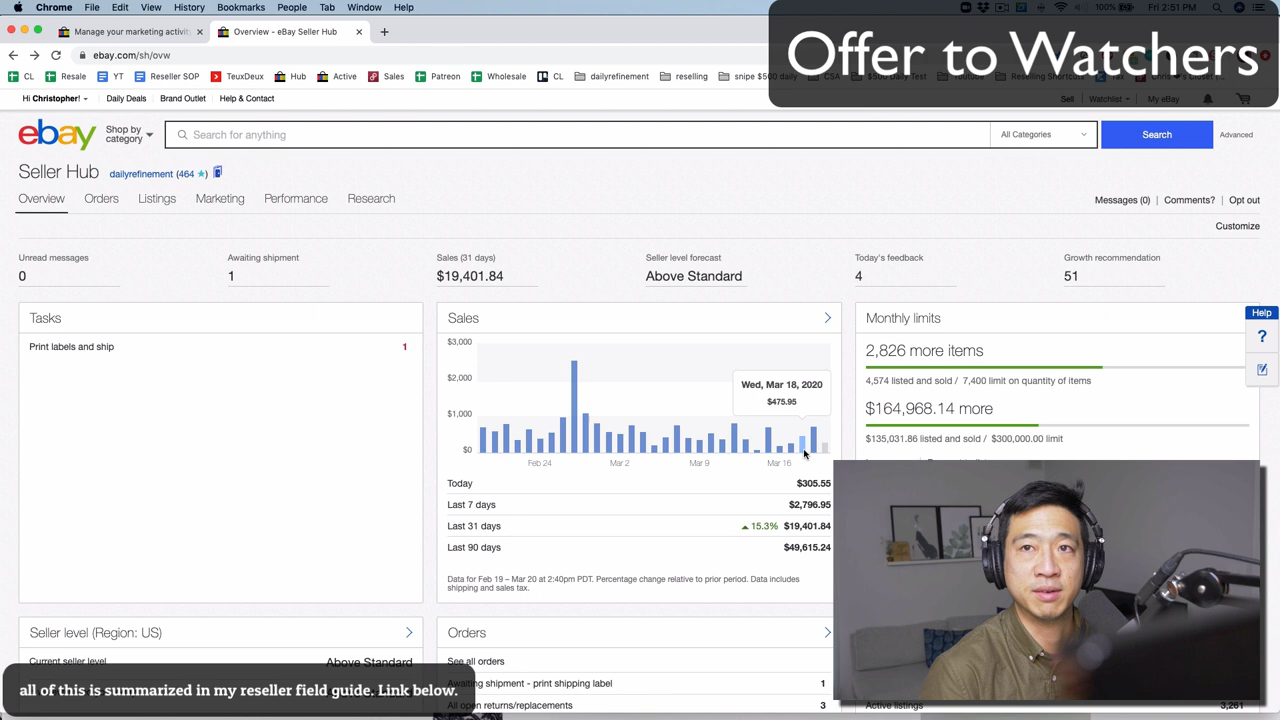 Chrome File Edit View History Bookmarks People Tab Window Help
100% Fri 2:51 PM
Manage your marketing activit
Overview - eBay Seller Hub
ebay.com/sh/ovw
Offer to Watchers
CL Resale YT Reseller SOP TeuxDeux Hub Active Sales Patreon Wholesale CL dailyrefinement reselling snipe $500 daily
Hi Christopher! Daily Deals Brand Outlet Help & Contact
Sell Watchlist My eBay
ebay
Shop by category
Search for anything
All Categories
Search
Advanced
Seller Hub
dailyrefinement (464 ★)
Overview Orders Listings Marketing Performance Research
Messages (0) | Comments? | Opt out
Customize
Unread messages
0
Awaiting shipment
1
Sales (31 days)
$19,401.84
Seller level forecast
Above Standard
Today's feedback
4
Growth recommendation
51
Tasks
Print labels and ship 1
Sales
$3,000
$2,000
$1,000
$0
Wed, Mar 18, 2020
$475.95
Feb 24 Mar 2 Mar 9 Mar 16
Today $305.55
Last 7 days $2,796.95
Last 31 days 15.3% $19,401.84
Last 90 days $49,615.24
Data for Feb 19 – Mar 20 at 2:40pm PDT. Percentage change relative to prior period. Data includes
shipping and sales tax.
Monthly limits
2,826 more items
4,574 listed and sold / 7,400 limit on quantity of items
$164,968.14 more
$135,031.86 listed and sold / $300,000.00 limit
Help
?
Seller level (Region: US)
Current seller level Above Standard
Orders
See all orders
Awaiting shipment - print shipping label 1
All open returns/replacements 3
Active listings 3,261
all of this is summarized in my reseller field guide. Link below.